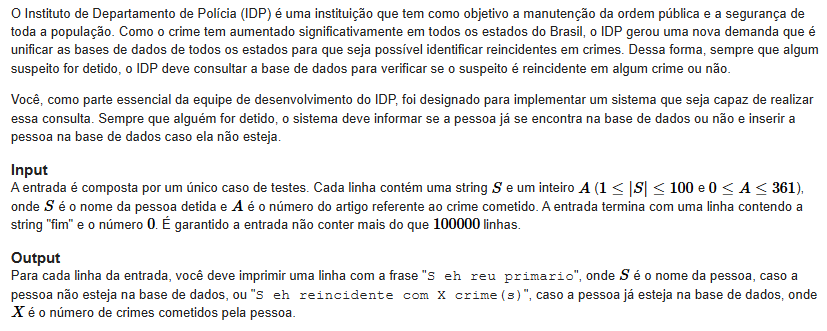 O Instituto de Departamento de Polícia (IDP) é uma instituição que tem como objetivo a manutenção da ordem pública e a segurança de
toda a população. Como o crime tem aumentado significativamente em todos os estados do Brasil, o IDP gerou uma nova demanda que é
unificar as bases de dados de todos os estados para que seja possível identificar reincidentes em crimes. Dessa forma, sempre que algum
suspeito for detido, o IDP deve consultar a base de dados para verificar se o suspeito é reincidente em algum crime ou não.
Você, como parte essencial da equipe de desenvolvimento do IDP, foi designado para implementar um sistema que seja capaz de realizar
essa consulta. Sempre que alguém for detido, o sistema deve informar se a pessoa já se encontra na base de dados ou não e inserir a
pessoa na base de dados caso ela não esteja.
Input
A entrada é composta por um único caso de testes. Cada linha contém uma string S e um inteiro A (1 ≤ |S| ≤ 100 e 0 ≤ A ≤ 361),
onde S é o nome da pessoa detida e A é o número do artigo referente ao crime cometido. A entrada termina com uma linha contendo a
string "fim" e o número 0. É garantido a entrada não conter mais do que 100000 linhas.
Output
Para cada linha da entrada, você deve imprimir uma linha com a frase "S eh reu primario", onde S é o nome da pessoa, caso a
pessoa não esteja na base de dados, ou "S eh reincidente com X crime(s)", caso a pessoa já esteja na base de dados, onde
X é o número de crimes cometidos pela pessoa.